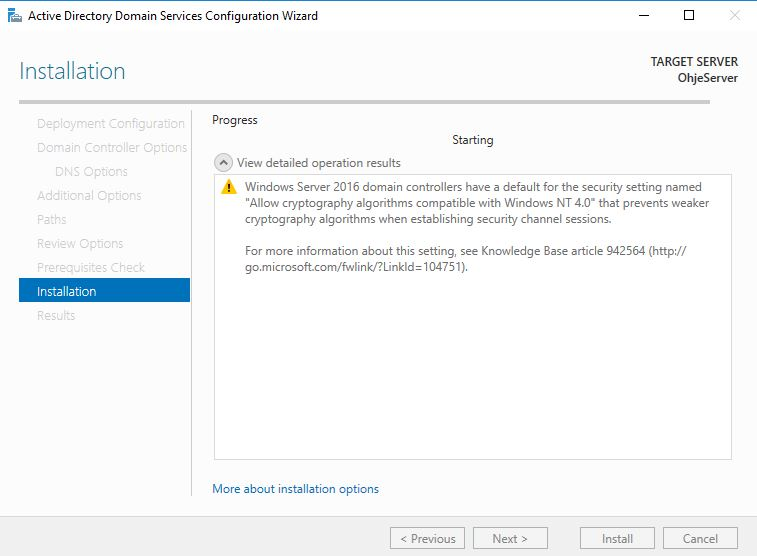 Active Directory Domain Services Configuration Wizard
Installation
TARGET SERVER
OhjeServer
Deployment Configuration
Domain Controller Options
DNS Options
Additional Options
Paths
Review Options
Prerequisites Check
Installation
Results
Progress
Starting
View detailed operation results
Windows Server 2016 domain controllers have a default for the security setting named
"Allow cryptography algorithms compatible with Windows NT 4.0" that prevents weaker
cryptography algorithms when establishing security channel sessions.
For more information about this setting, see Knowledge Base article 942564 (http://
go.microsoft.com/fwlink/?LinkId=104751).
More about installation options
< Previous
Next >
Install
Cancel